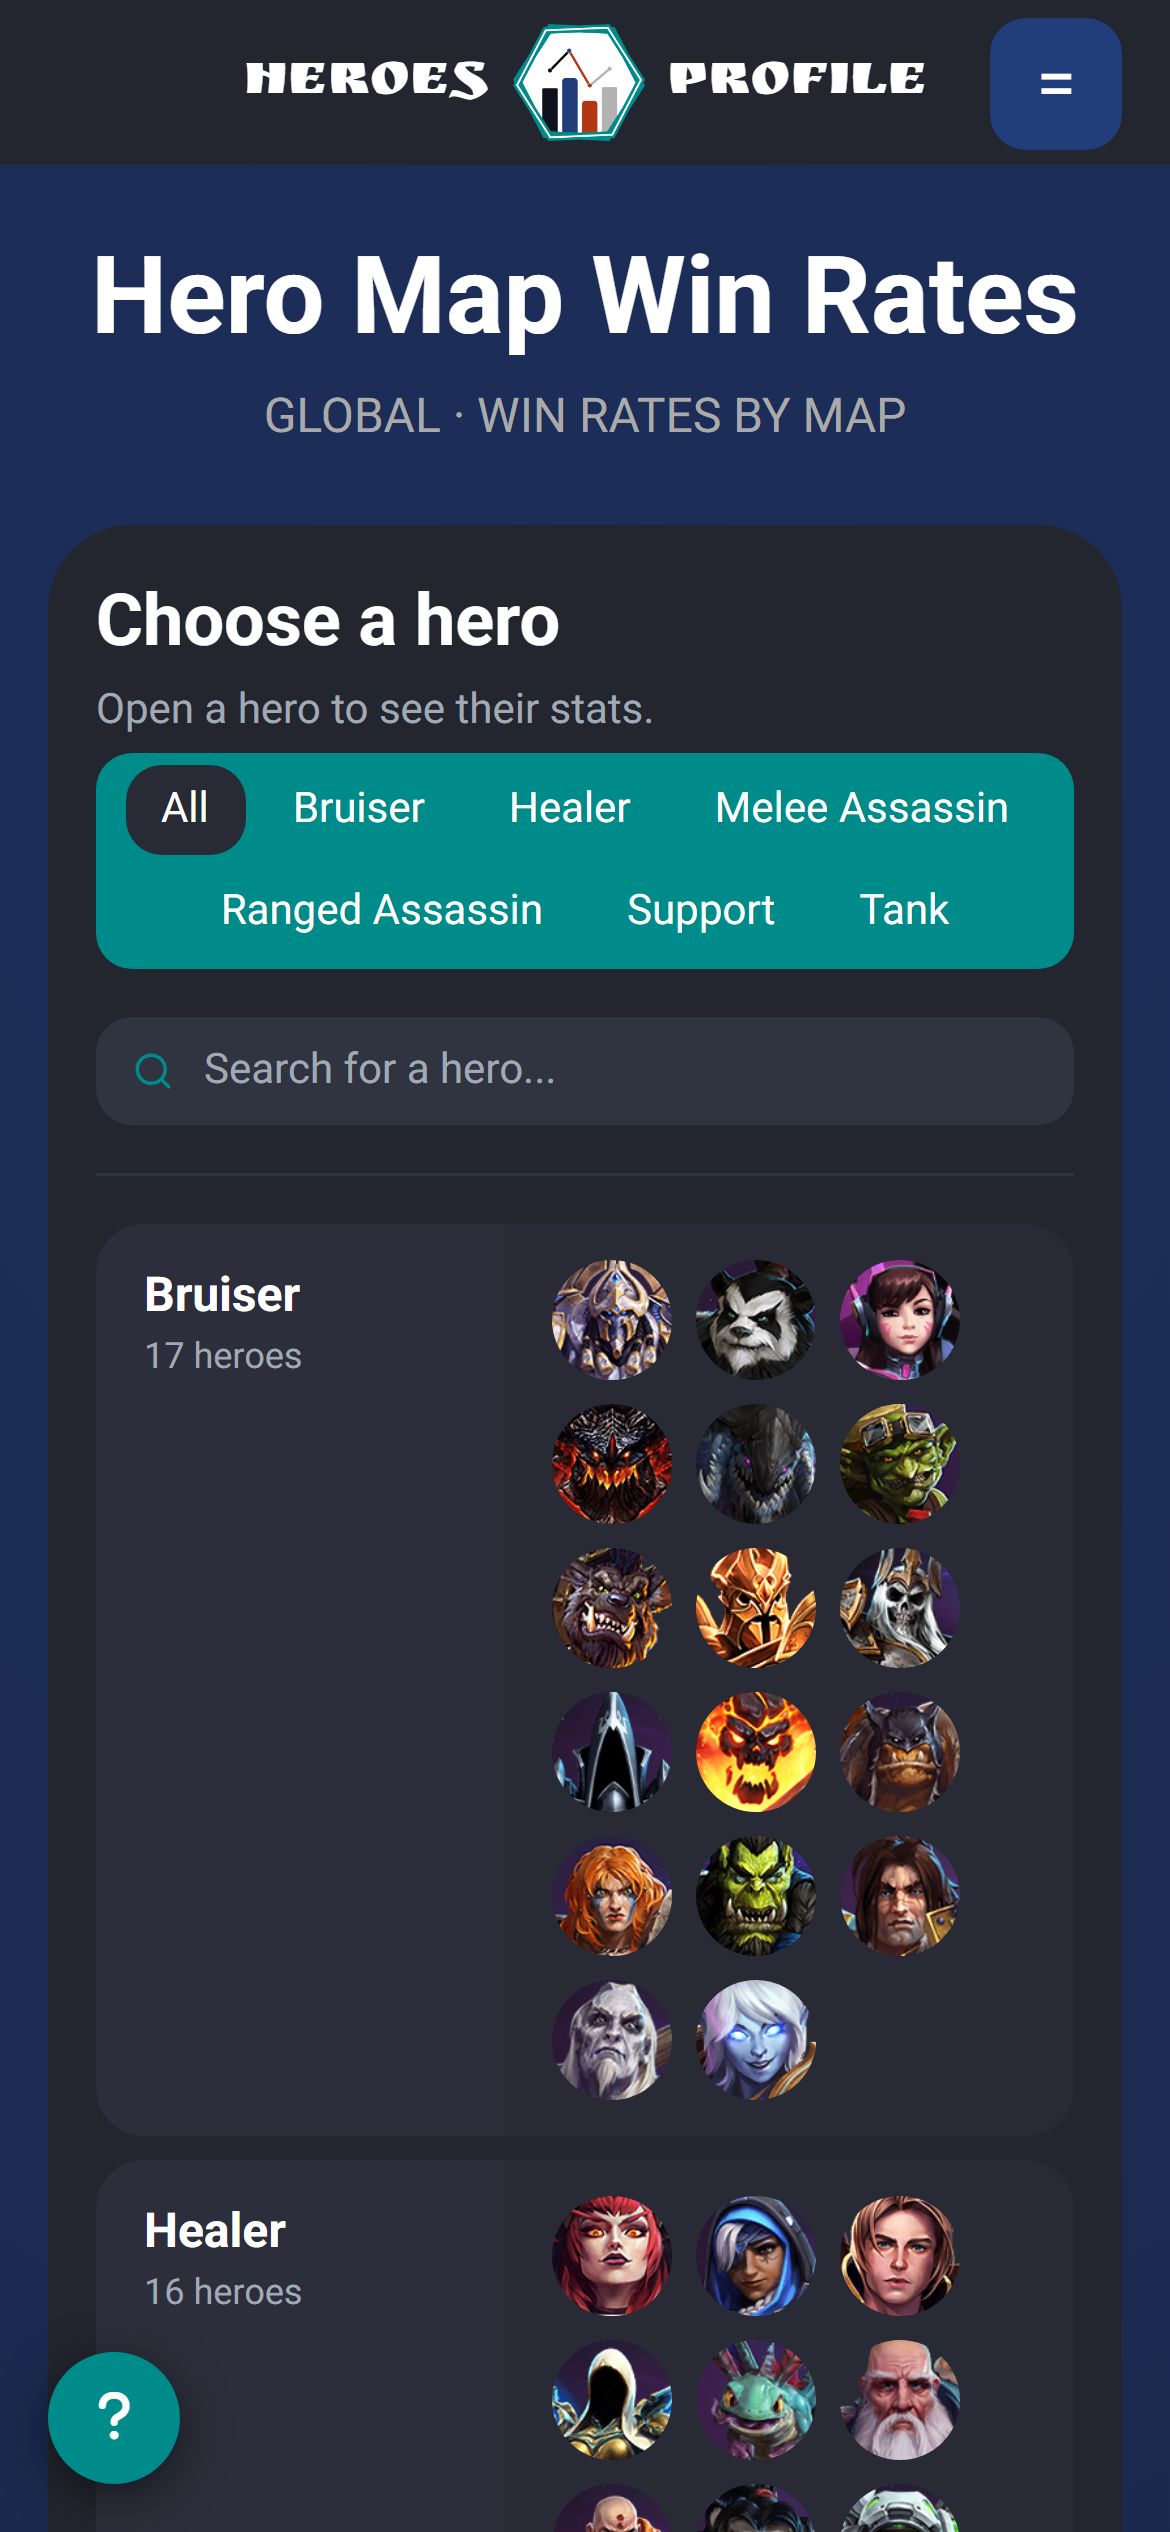 HEROES PROFILE
=
Hero Map Win Rates
GLOBAL · WIN RATES BY MAP
Choose a hero
Open a hero to see their stats.
All Bruiser Healer Melee Assassin
Ranged Assassin Support Tank
Search for a hero...
Bruiser
17 heroes
Healer
16 heroes
?